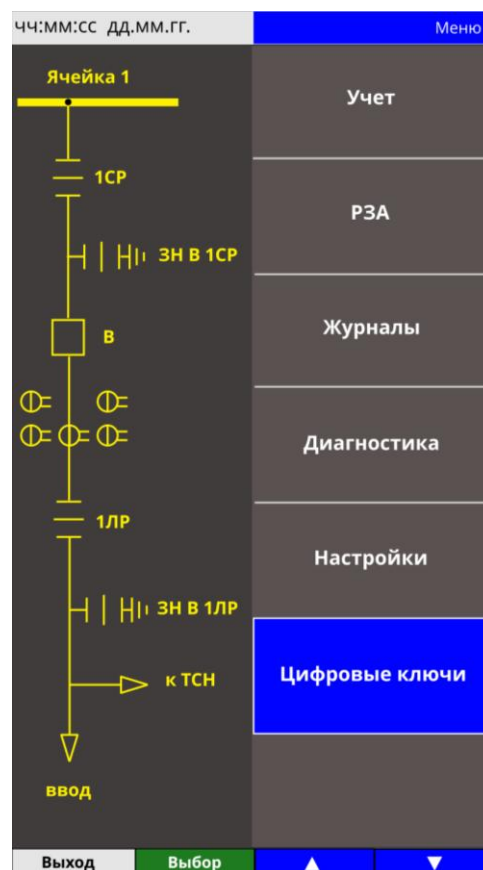 чч:мм:сс дд.мм.гг.
Меню
Ячейка 1
1СР
ЗН В 1СР
В
1ЛР
ЗН В 1ЛР
к ТСН
ввод
Учет
РЗА
Журналы
Диагностика
Настройки
Цифровые ключи
Выход
Выбор